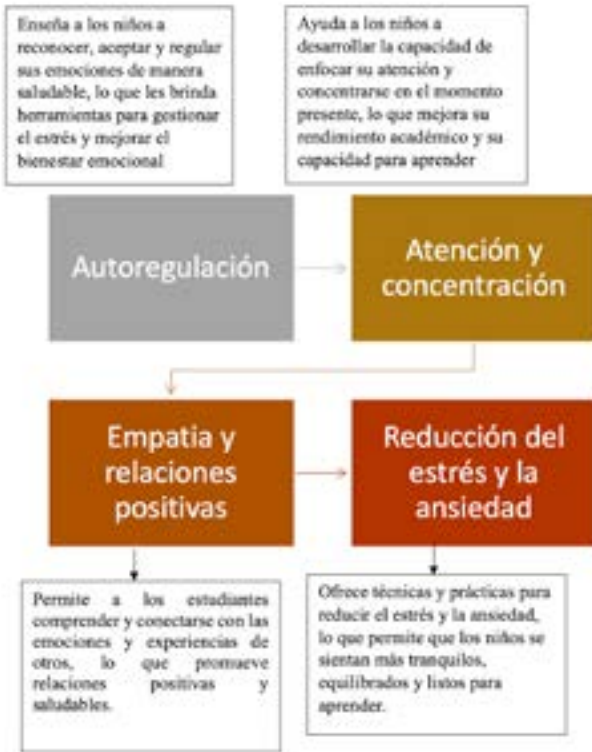 Enseña a los niños a
reconocer, aceptar y regular
sus emociones de manera
saludable, lo que les brinda
herramientas para gestionar
el estrés y mejorar el
bienestar emocional
Ayuda a los niños a
desarrollar la capacidad de
enfocar su atención y
concentrarse en el momento
presente, lo que mejora su
rendimiento académico y su
capacidad para aprender
Autoregulación
Atención y
concentración
Empatia y
relaciones
positivas
Reducción del
estrés y la
ansiedad
Permite a los estudiantes
comprender y conectarse con las
emociones y experiencias de
otros, lo que promueve
relaciones positivas y
saludables.
Ofrece técnicas y prácticas para
reducir el estrés y la ansiedad,
lo que permite que los niños se
sientan más tranquilos,
equilibrados y listos para
aprender.